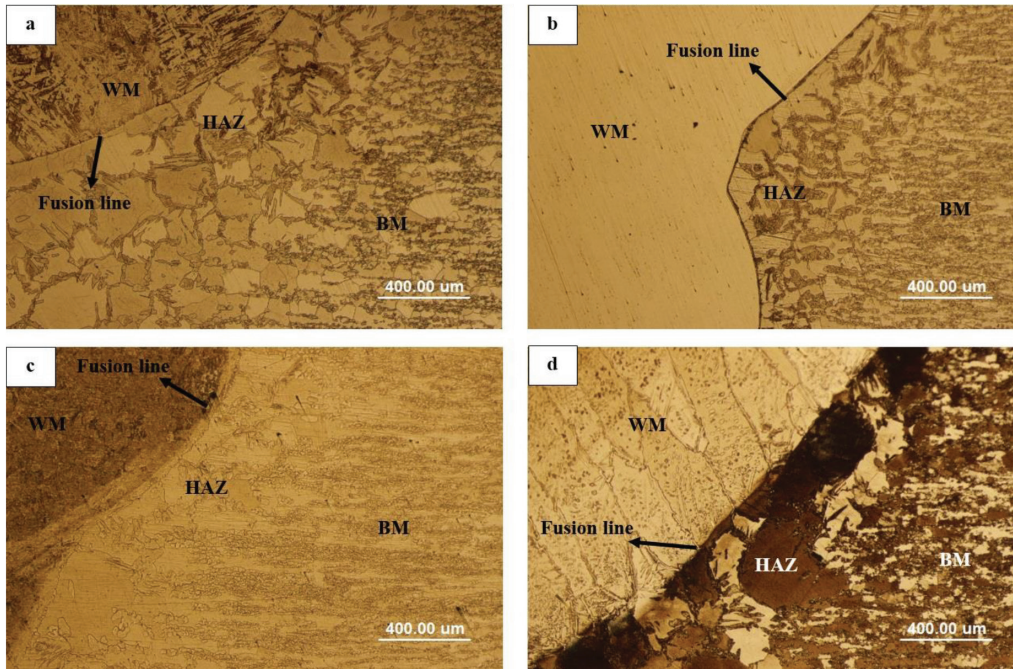 a
WM
HAZ
Fusion line
BM
400.00 um
b
Fusion line
WM
HAZ
BM
400.00 um
c
Fusion line
WM
HAZ
BM
400.00 um
d
WM
Fusion line
HAZ
BM
400.00 um